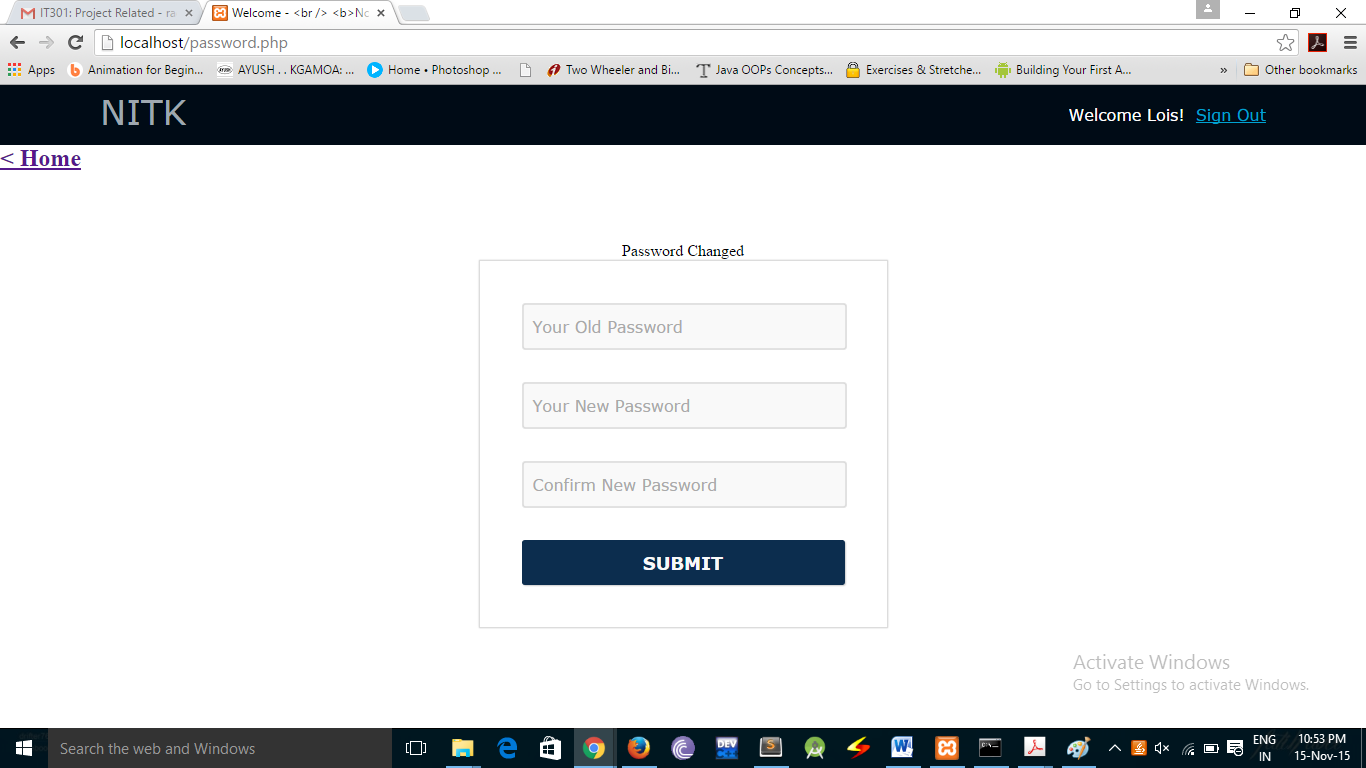 IT301: Project Related - ra
Welcome - <br /> <b>No
localhost/password.php
Apps Animation for Begin... AYUSH . . KGAMOA: ... Home • Photoshop ... Two Wheeler and Bi... Java OOPs Concepts... Exercises & Stretche... Building Your First A... » Other bookmarks
NITK Welcome Lois! Sign Out
< Home
Password Changed
Your Old Password
Your New Password
Confirm New Password
SUBMIT
Activate Windows
Go to Settings to activate Windows.
Search the web and Windows
DEV
ENG 10:53 PM
IN 15-Nov-15